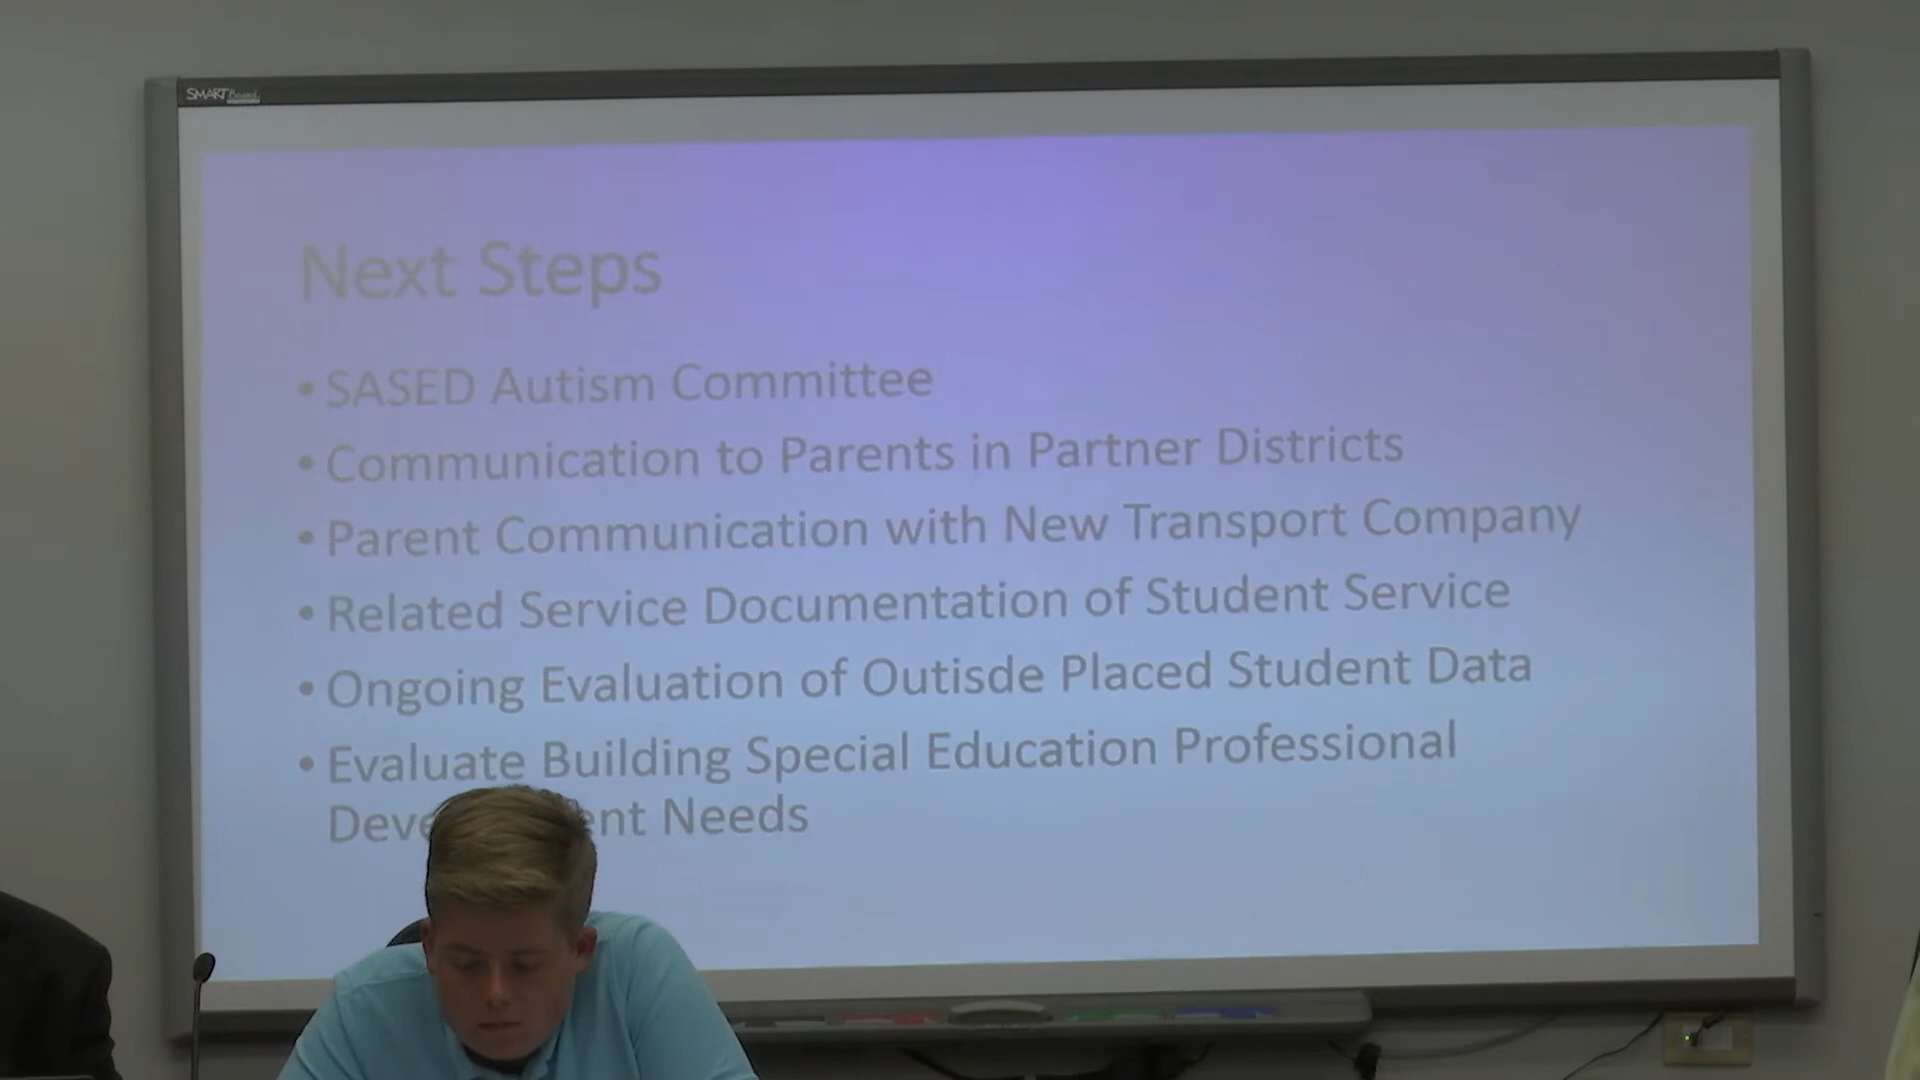 SMART Board
Next Steps
• SASED Autism Committee
• Communication to Parents in Partner Districts
• Parent Communication with New Transport Company
• Related Service Documentation of Student Service
• Ongoing Evaluation of Outisde Placed Student Data
• Evaluate Building Special Education Professional
Needs